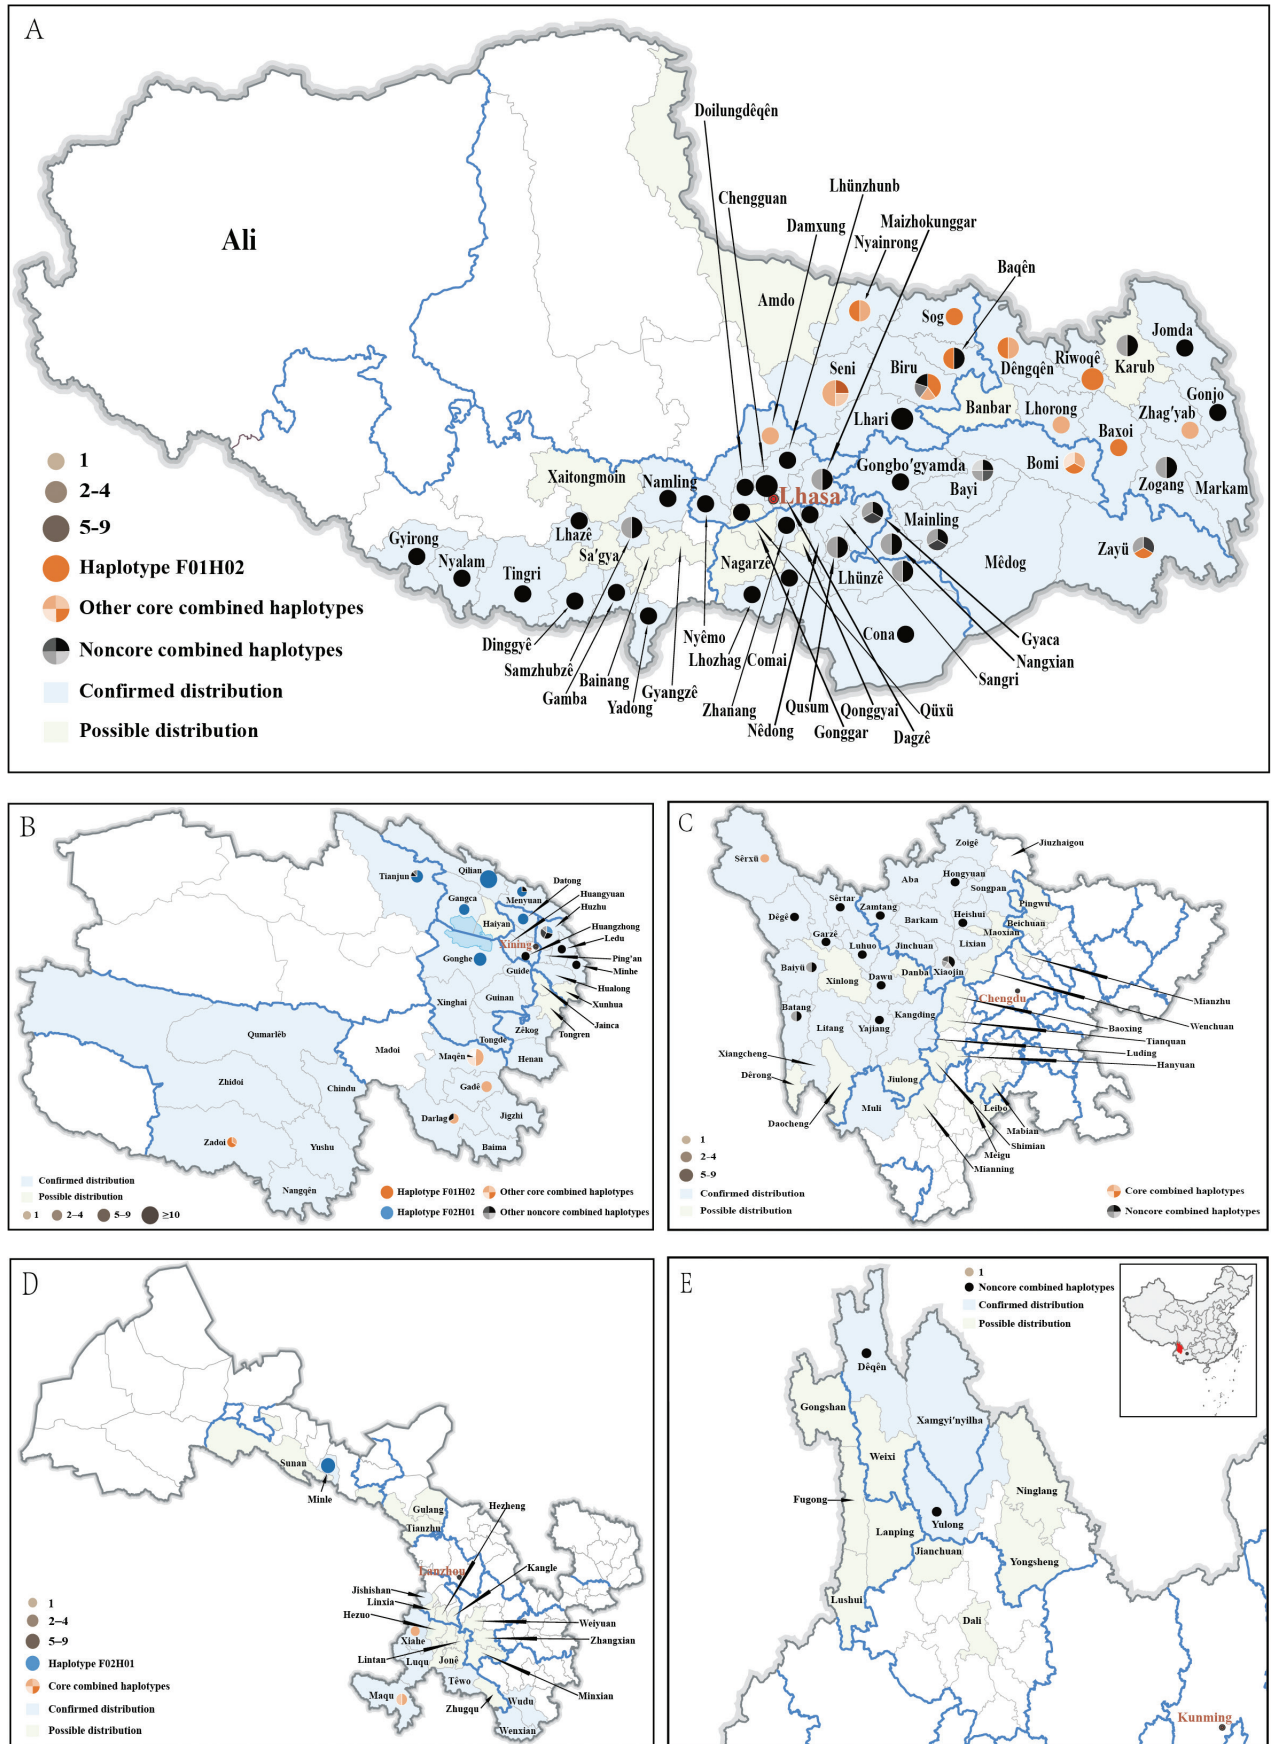 A
Doilungdêqên
Lhünzhunb
Chengguan
Maizhokunggar
Damxung
Nyainrong
Ali
Baqên
Amdo
Sog
Jomda
Riwoqê
Karub
Dêngqên
Seni
Biru
Gonjo
Banbar
Lhorong
Zhag'yab
Lhari
Baxoi
1
Bomi
Gongbo'gyamda
Xaitongmoin
Namling
Bayi
Zogang
Markam
2-4
Lhasa
5-9
Mainling
Gyirong
Lhazê
Zayü
Sa'gya
Nyalam
Nagarzê
Mêdog
Haplotype F01H02
Tingri
Lhünzê
Other core combined haplotypes
Cona
Nyêmo
Gyaca
Dinggyê
Noncore combined haplotypes
Lhozhag
Comai
Nangxian
Samzhubzê
Bainang
Sangri
Gamba
Gyangzê
Confirmed distribution
Yadong
Zhanang
Qusum
Qonggyai
Qüxü
Possible distribution
Nêdong
Gonggar
Dagzê
B
Tianjun
Qilian
Datong
Gangca
Menyuan
Huangyuan
Huzhu
Haiyan
Huangzhong
Xining
Ledu
Gonghe
Ping'an
Guide
Minhe
Hualong
Xinghai
Guinan
Xunhua
Jainca
Qumarlêb
Zêkog
Tongren
Tongde
Madoi
Maqên
Henan
Zhidoi
Chindu
Gadê
Darlag
Jigzhi
Zadoi
Yushu
Baima
Confirmed distribution
Nangqên
Haplotype F01H02
Other core combined haplotypes
Possible distribution
1
2-4
5-9
≥10
Haplotype F02H01
Other noncore combined haplotypes
C
Zoigê
Jiuzhaigou
Sêrxü
Aba
Hongyuan
Songpan
Sêrtar
Zamtang
Pingwu
Dêgê
Barkam
Heishui
Beichuan
Garzê
Maoxian
Luhuo
Jinchuan
Lixian
Baiyü
Danba
Xiaojin
Xinlong
Dawu
Chengdu
Mianzhu
Batang
Kangding
Wenchuan
Litang
Yajiang
Baoxing
Tianquan
Xiangcheng
Luding
Hanyuan
Dêrong
Jiulong
Muli
Leibo
Daocheng
Mabian
Shimian
1
Meigu
2-4
Mianning
5-9
Confirmed distribution
Core combined haplotypes
Possible distribution
Noncore combined haplotypes
D
Sunan
Minle
Gulang
Hezheng
Tianzhu
Lanzhou
Kangle
Jishishan
1
Linxia
2-4
Hezuo
Weiyuan
5-9
Xiahe
Zhangxian
Lintan
Luqu
Jonê
Haplotype F02H01
Têwo
Core combined haplotypes
Maqu
Minxian
Zhugqu
Wudu
Confirmed distribution
Possible distribution
Wenxian
E
1
Noncore combined haplotypes
Confirmed distribution
Possible distribution
Dêqên
Gongshan
Xamgyi'nyilha
Weixi
Ninglang
Fugong
Yulong
Lanping
Jianchuan
Yongsheng
Lushui
Dali
Kunming